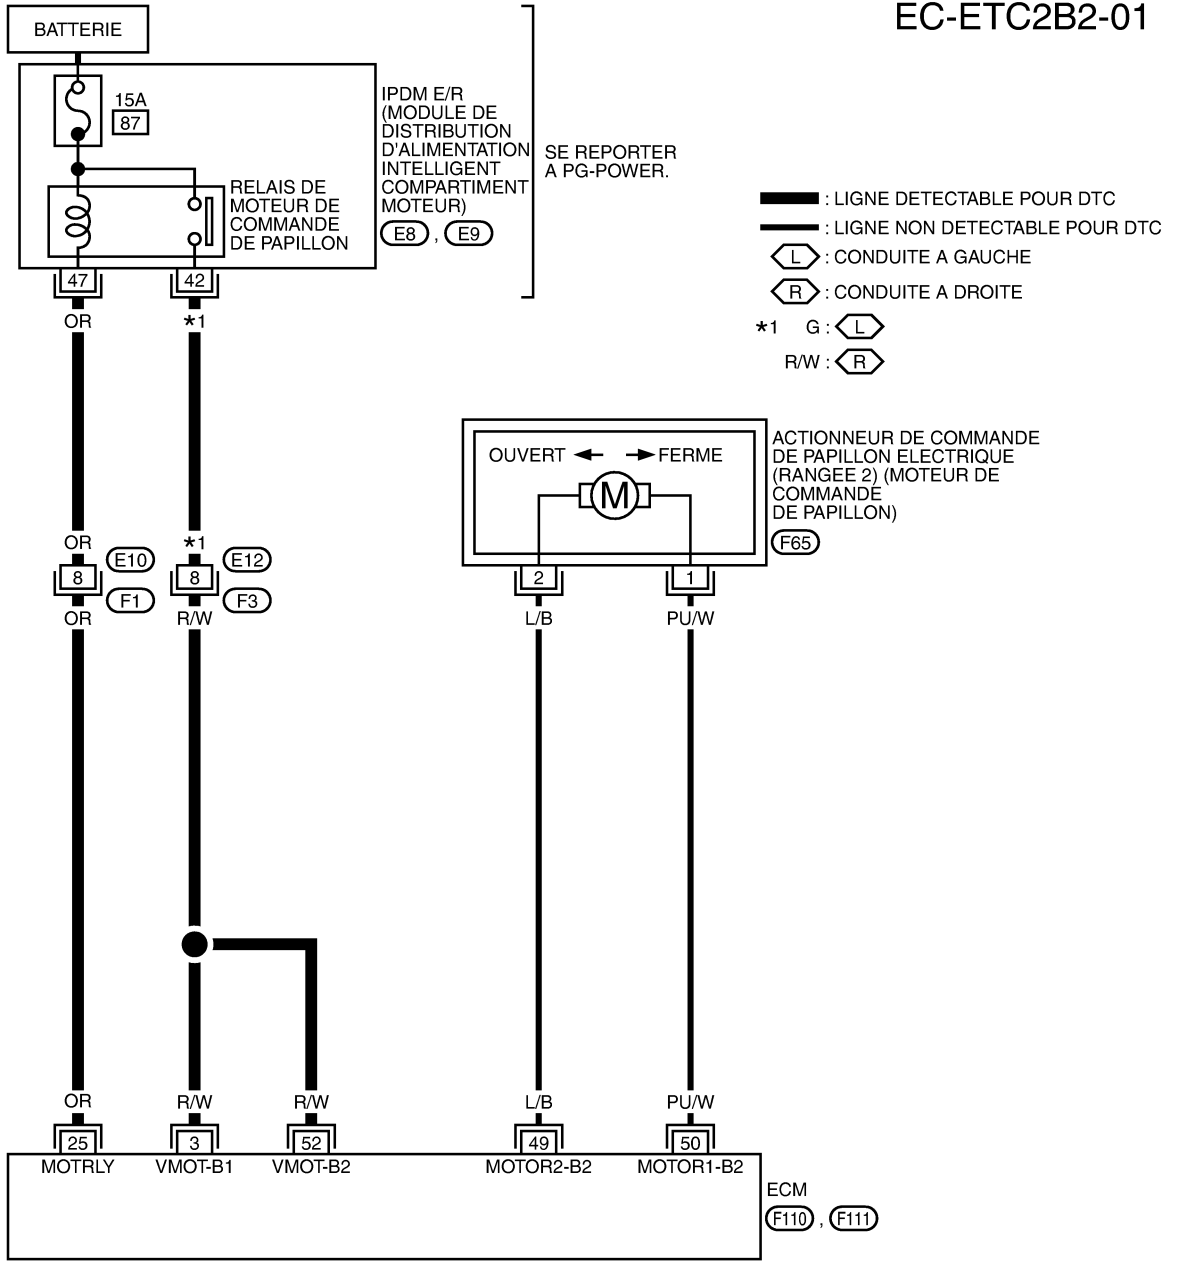 EC-ETC2B2-01
BATTERIE
15A
87
IPDM E/R
(MODULE DE
DISTRIBUTION
D'ALIMENTATION
INTELLIGENT
COMPARTIMENT
MOTEUR)
E8 , E9
SE REPORTER
A PG-POWER.
RELAIS DE
MOTEUR DE
COMMANDE
DE PAPILLON
: LIGNE DETECTABLE POUR DTC
: LIGNE NON DETECTABLE POUR DTC
L : CONDUITE A GAUCHE
R : CONDUITE A DROITE
*1 G : L
R/W : R
47 42
OR *1
ACTIONNEUR DE COMMANDE
DE PAPILLON ELECTRIQUE
(RANGEE 2) (MOTEUR DE
COMMANDE
DE PAPILLON)
F65
OUVERT FERME
M
OR *1
E10 E12
8 8
F1 F3
OR R/W
2 1
L/B PU/W
OR R/W R/W L/B PU/W
25 3 52 49 50
MOTRLY VMOT-B1 VMOT-B2 MOTOR2-B2 MOTOR1-B2
ECM
F110 , F111